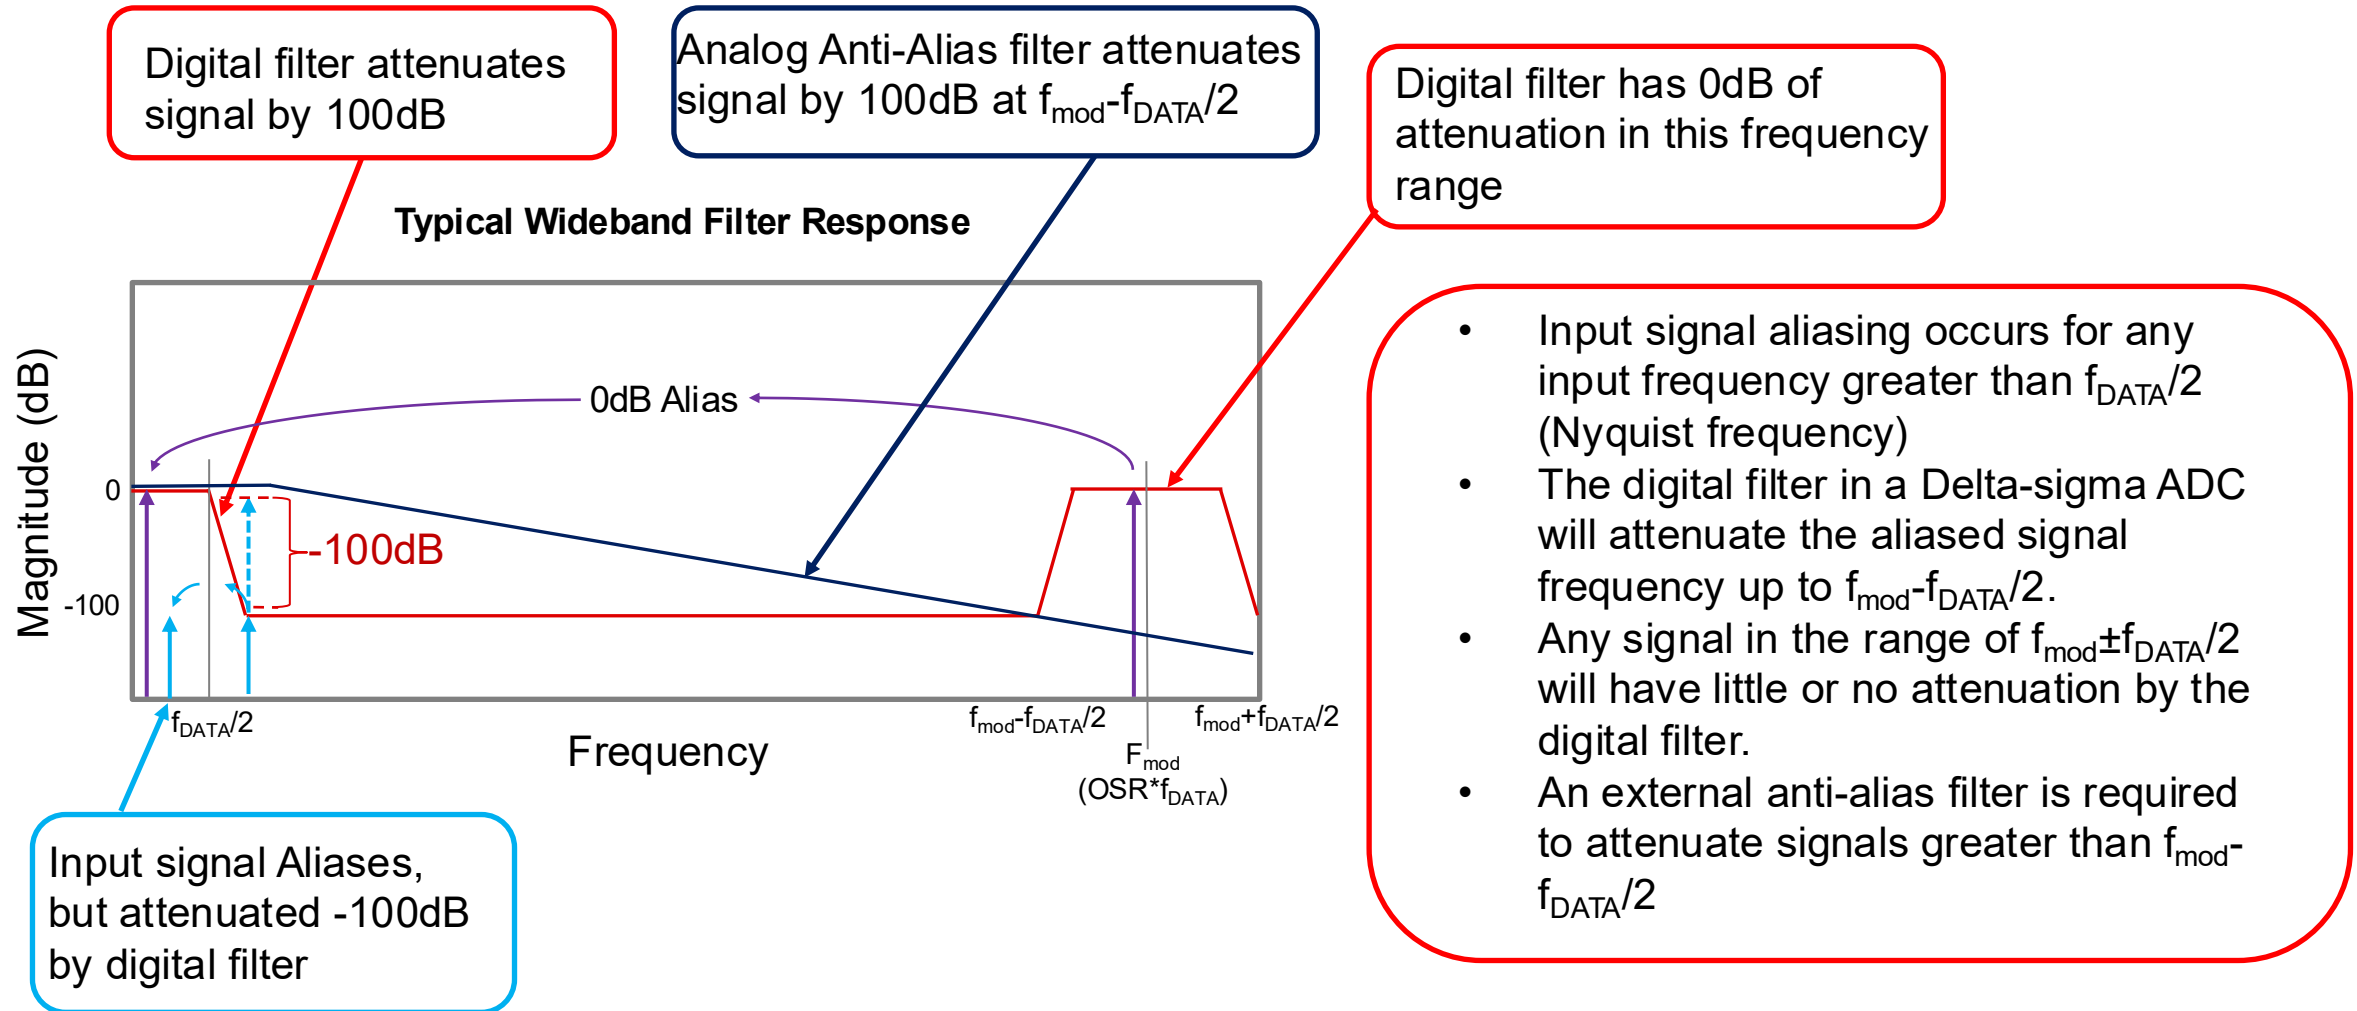 Digital filter attenuates
signal by 100dB
Analog Anti-Alias filter attenuates
signal by 100dB at fmod-fDATA/2
Digital filter has 0dB of
attenuation in this frequency
range
Typical Wideband Filter Response
Magnitude (dB)
0
-100
0dB Alias
-100dB
fDATA/2
fmod-fDATA/2
fmod+fDATA/2
Frequency
Fmod
(OSR*fDATA)
Input signal Aliases,
but attenuated -100dB
by digital filter
• Input signal aliasing occurs for any
input frequency greater than fDATA/2
(Nyquist frequency)
• The digital filter in a Delta-sigma ADC
will attenuate the aliased signal
frequency up to fmod-fDATA/2.
• Any signal in the range of fmod±fDATA/2
will have little or no attenuation by the
digital filter.
• An external anti-alias filter is required
to attenuate signals greater than fmod-
fDATA/2